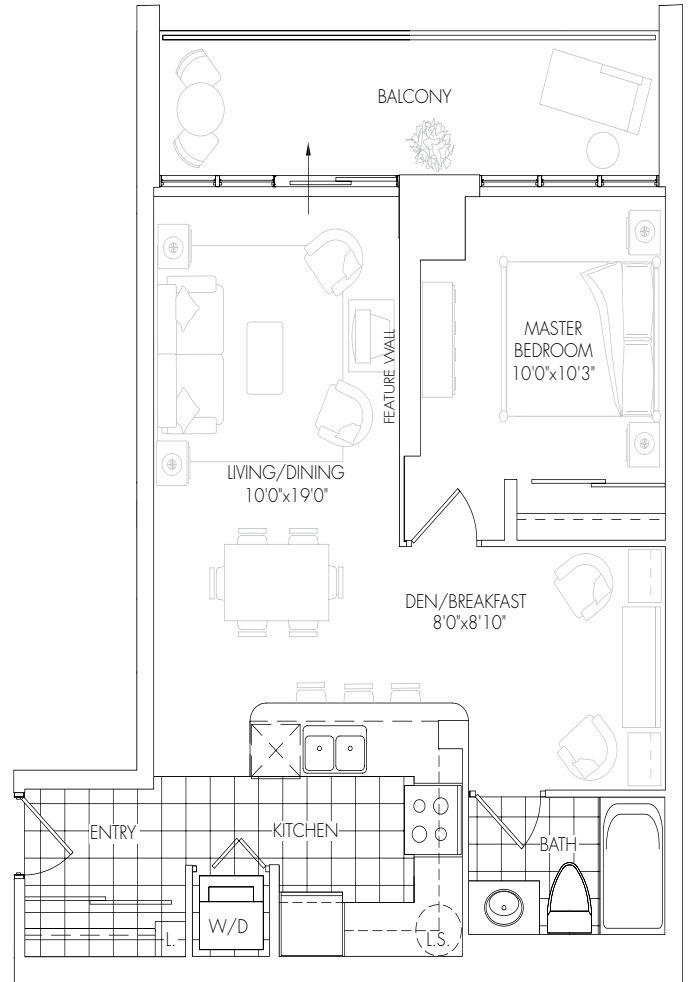 BALCONY
MASTER
BEDROOM
10'0"x10'3"
FEATURE WALL
LIVING/DINING
10'0"x19'0"
DEN/BREAKFAST
8'0"x8'10"
ENTRY
KITCHEN
BATH
L.
W/D
L.S.